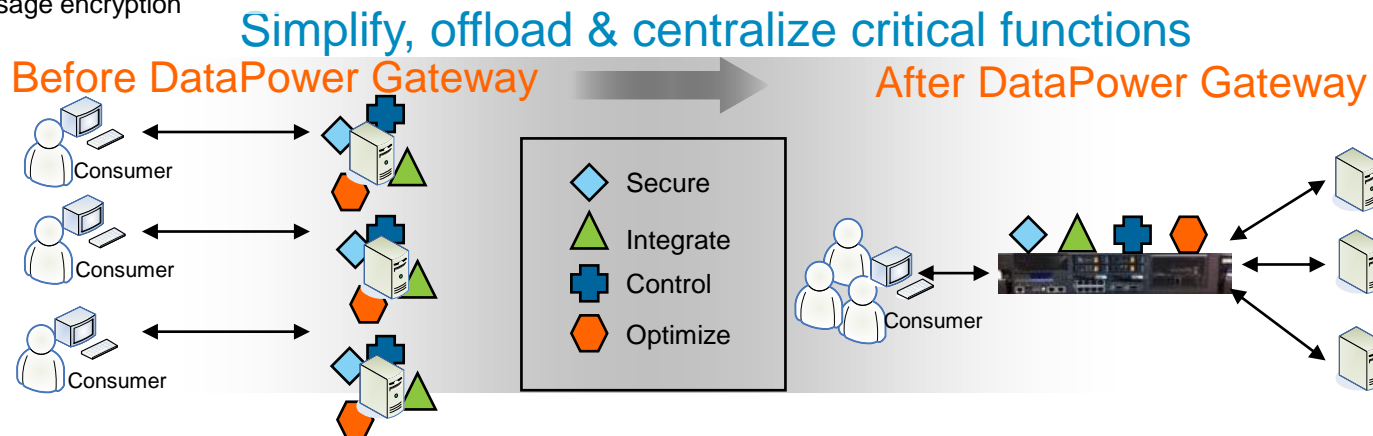 sage encryption
Simplify, offload & centralize critical functions
Before DataPower Gateway
After DataPower Gateway
Consumer
Consumer
Consumer
Secure
Integrate
Control
Optimize
Consumer